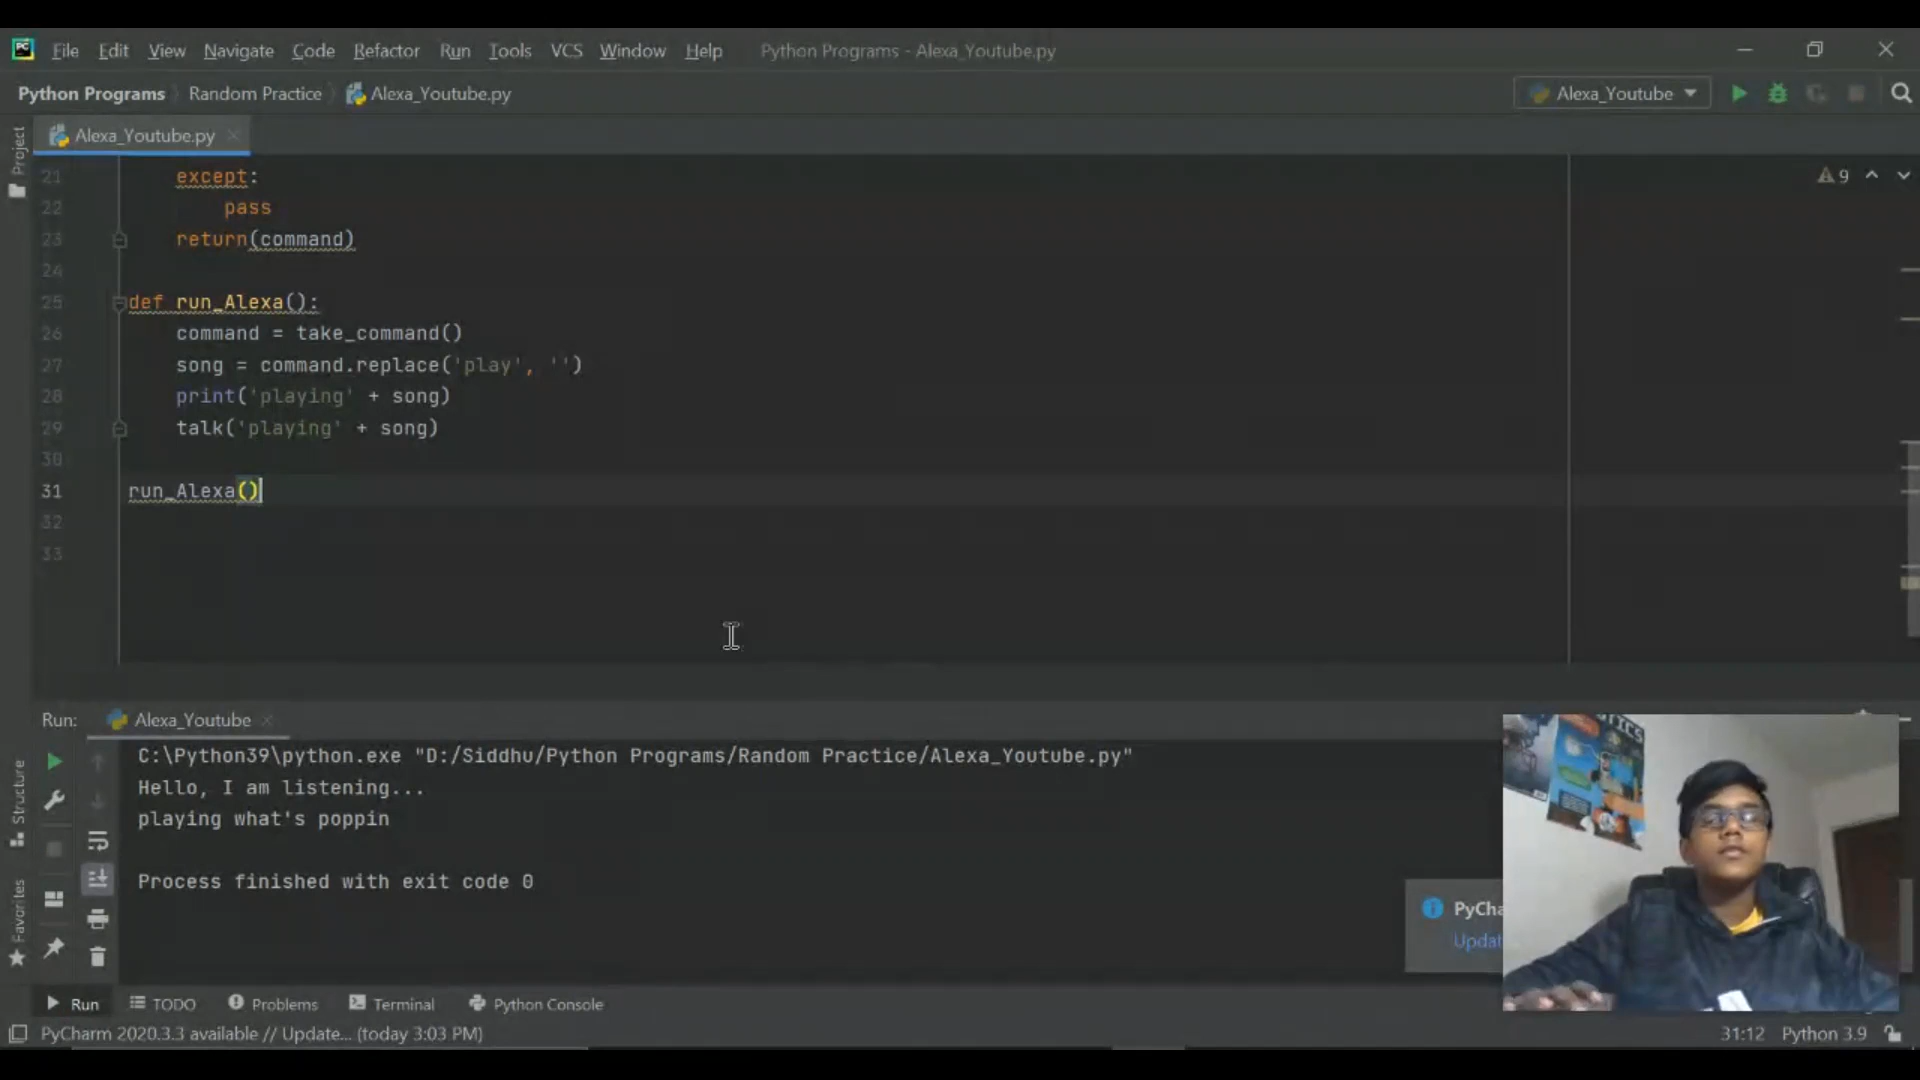 PC File Edit View Navigate Code Refactor Run Tools VCS Window Help Python Programs - Alexa_Youtube.py
Python Programs Random Practice Alexa_Youtube.py Alexa_Youtube
Project
Alexa_Youtube.py
21 except: 9
22 pass
23 return(command)
24
25 def run_Alexa():
26 command = take_command()
27 song = command.replace('play', '')
28 print('playing' + song)
29 talk('playing' + song)
30
31 run_Alexa()
32
33
Run: Alexa_Youtube
C:\Python39\python.exe "D:/Siddhu/Python Programs/Random Practice/Alexa_Youtube.py"
Hello, I am listening...
playing what's poppin
Process finished with exit code 0
Structure
Favorites
PyCha
Updat
Run TODO Problems Terminal Python Console
PyCharm 2020.3.3 available // Update... (today 3:03 PM) 31:12 Python 3.9